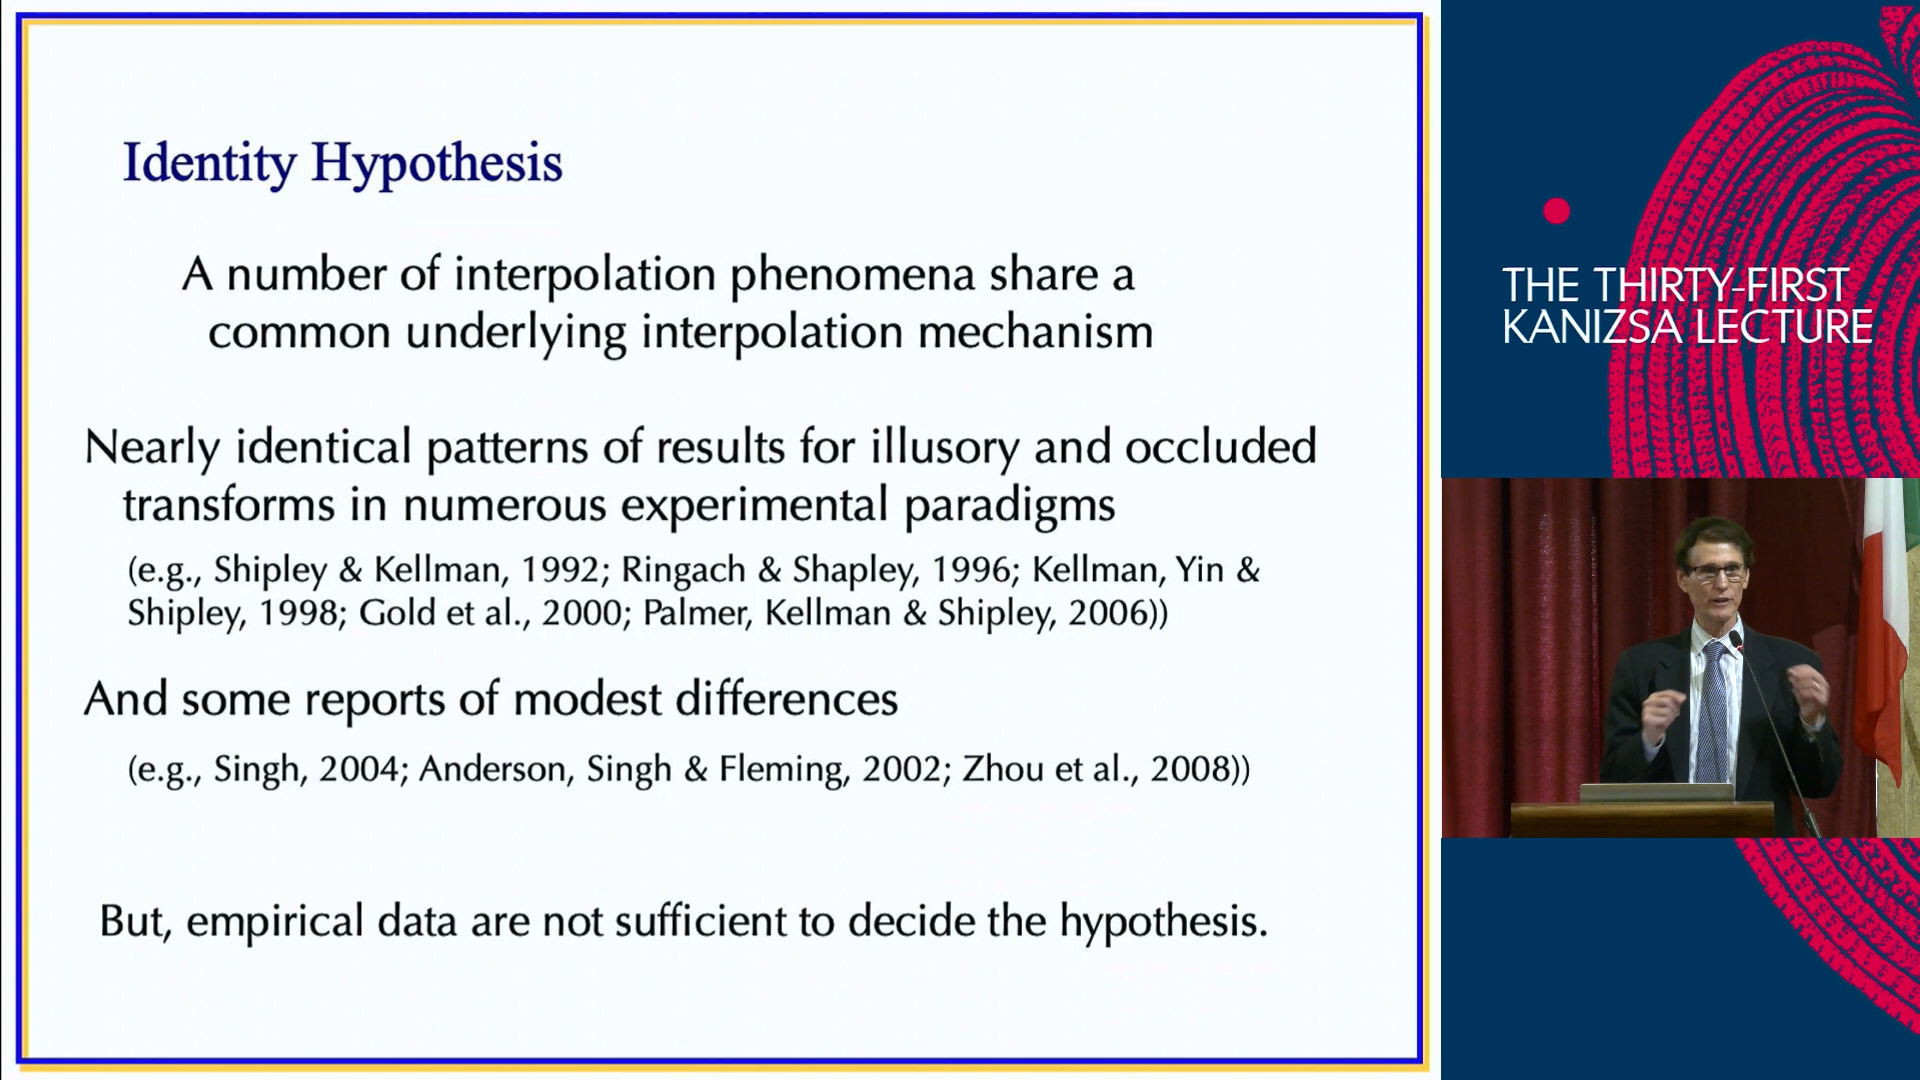 Identity Hypothesis
A number of interpolation phenomena share a
common underlying interpolation mechanism
Nearly identical patterns of results for illusory and occluded
transforms in numerous experimental paradigms
(e.g., Shipley & Kellman, 1992; Ringach & Shapley, 1996; Kellman, Yin &
Shipley, 1998; Gold et al., 2000; Palmer, Kellman & Shipley, 2006))
And some reports of modest differences
(e.g., Singh, 2004; Anderson, Singh & Fleming, 2002; Zhou et al., 2008))
But, empirical data are not sufficient to decide the hypothesis.
THE THIRTY-FIRST
KANIZSA LECTURE